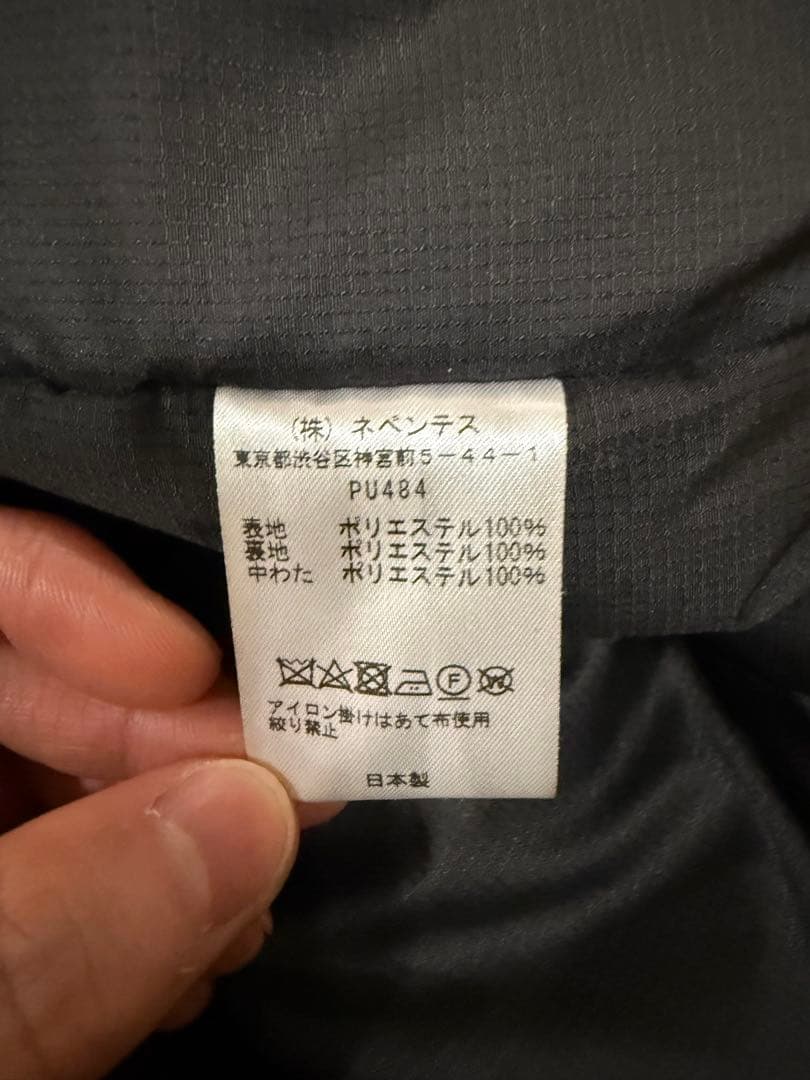 (株) ネペンテス
東京都渋谷区神宮前5-44-1
PU484
表地 ポリエステル100%
裏地 ポリエステル100%
中わた ポリエステル100%
F W
アイロン掛けはあて布使用
絞り禁止
日本製